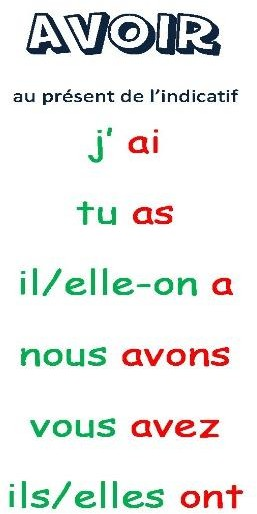 AVOIR
au présent de l'indicatif
j' ai
tu as
il/elle-on a
nous avons
vous avez
ils/elles ont